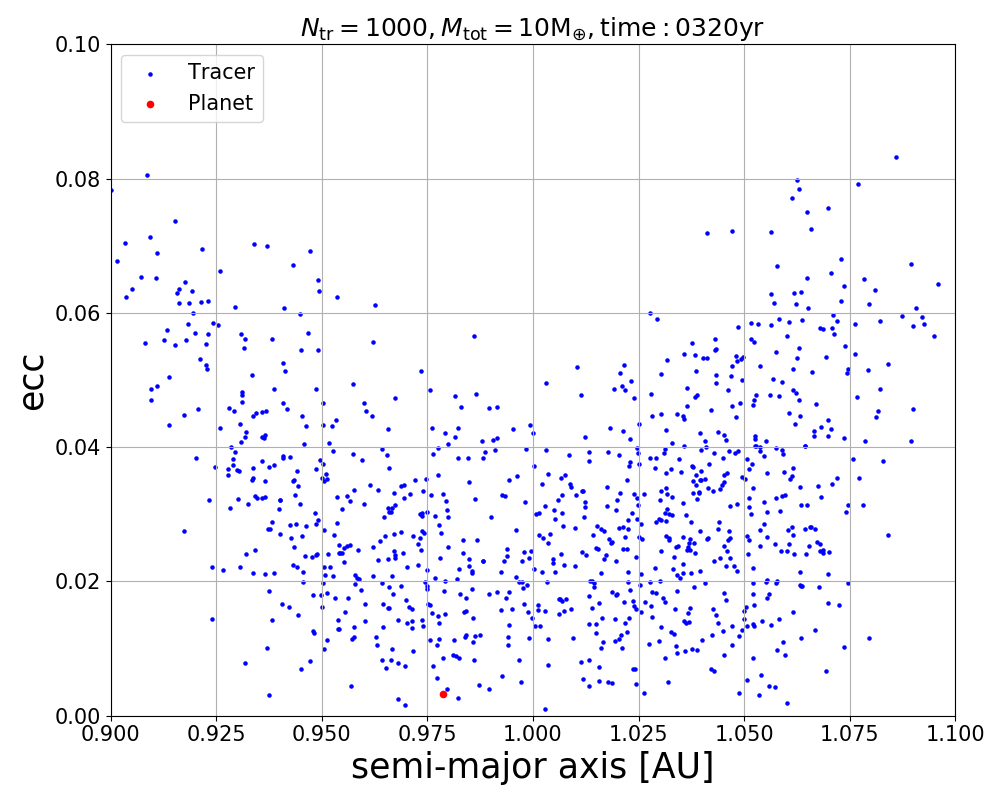 N_tr = 1000, M_tot = 10M_⊕, time : 0320yr
0.10
0.08
0.06
0.04
0.02
0.00
Tracer
Planet
ecc
0.900 0.925 0.950 0.975 1.000 1.025 1.050 1.075 1.100
semi-major axis [AU]